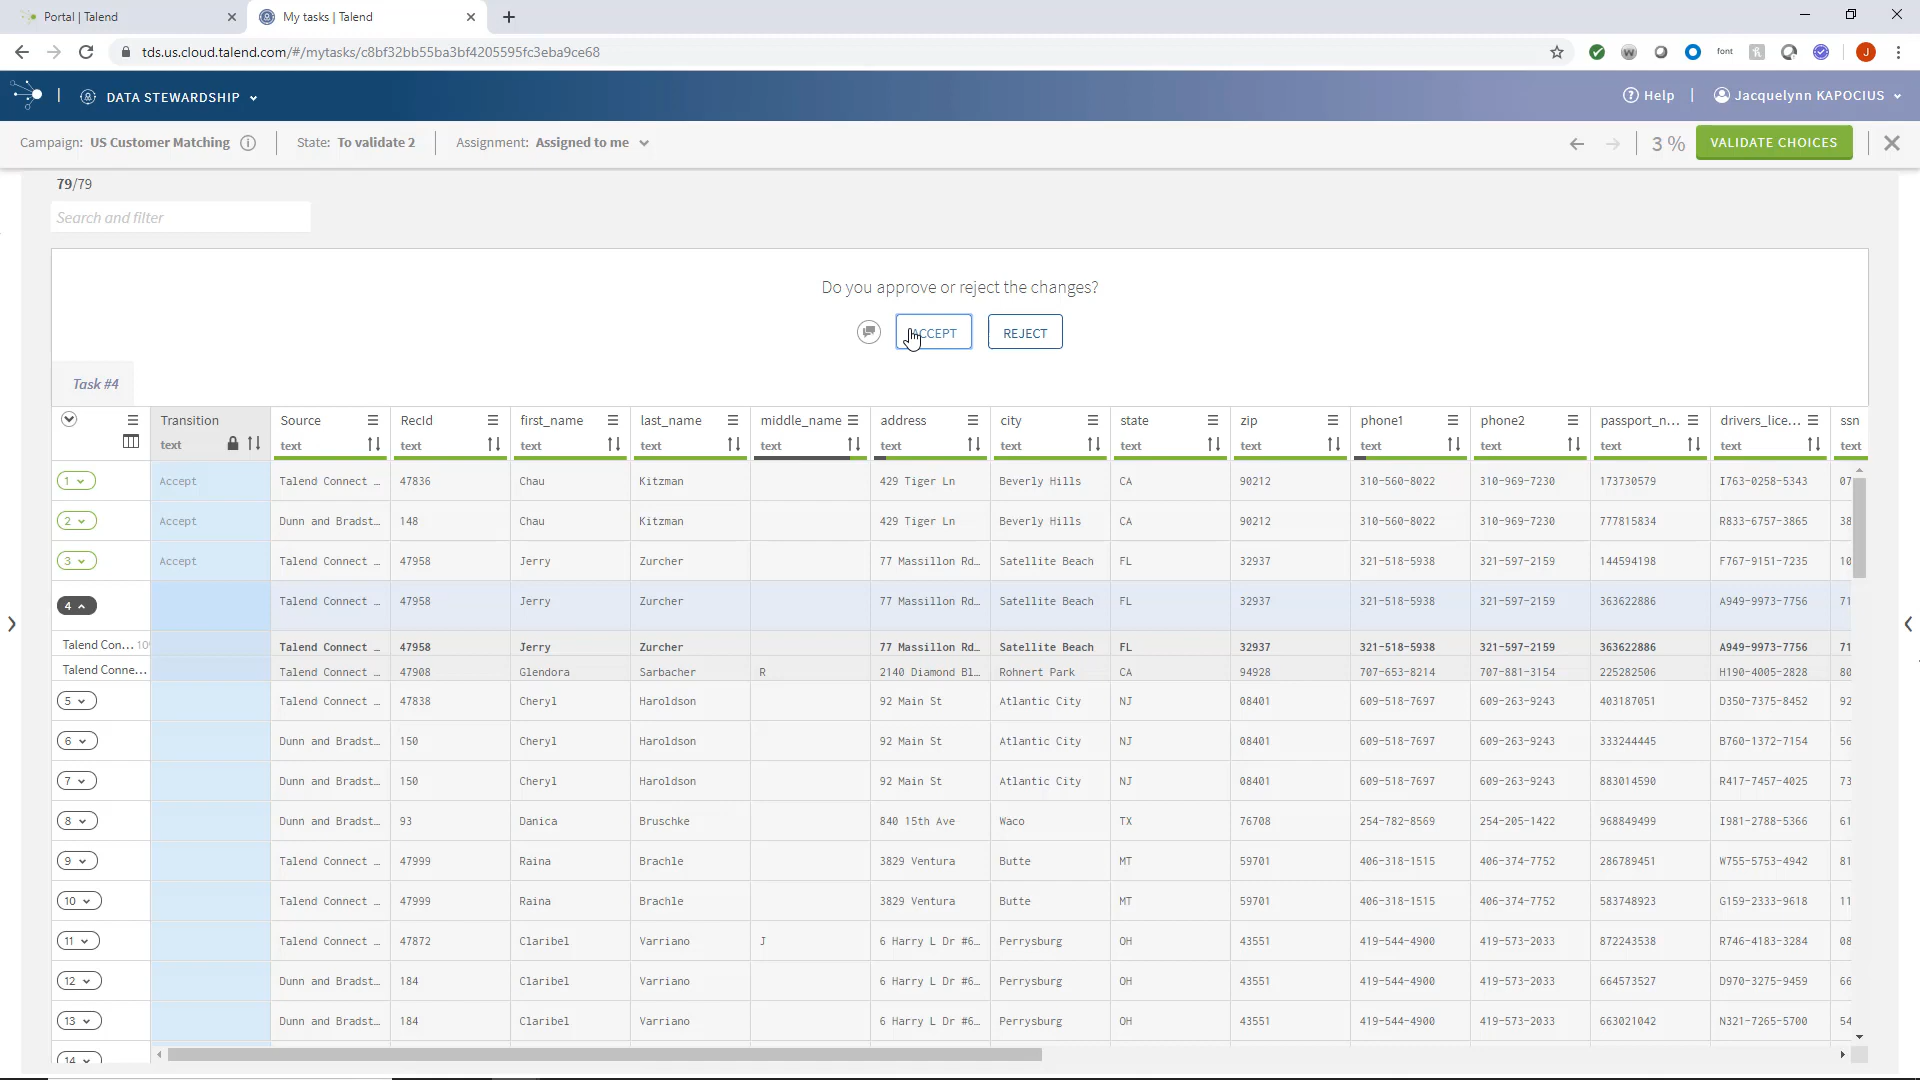 Portal | Talend
My tasks | Talend
tds.us.cloud.talend.com/#/mytasks/c8bf32bb55ba3bf4205595fc3eba9ce68
font
J
DATA STEWARDSHIP
Help
Jacquelynn KAPOCIUS
Campaign: US Customer Matching
State: To validate 2
Assignment: Assigned to me
3 %
VALIDATE CHOICES
79/79
Search and filter
Do you approve or reject the changes?
ACCEPT REJECT
Task #4
Transition Source RecId first_name last_name middle_name address city state zip phone1 phone2 passport_n... drivers_lice... ssn
text text text text text text text text text text text text text text text
1 Accept Talend Connect … 47836 Chau Kitzman 429 Tiger Ln Beverly Hills CA 90212 310-560-8022 310-969-7230 173730579 I763-0258-5343 07
2 Accept Dunn and Bradst… 148 Chau Kitzman 429 Tiger Ln Beverly Hills CA 90212 310-560-8022 310-969-7230 777815834 R833-6757-3865 38
3 Accept Talend Connect … 47958 Jerry Zurcher 77 Massillon Rd… Satellite Beach FL 32937 321-518-5938 321-597-2159 144594198 F767-9151-7235 10
4 Talend Connect … 47958 Jerry Zurcher 77 Massillon Rd… Satellite Beach FL 32937 321-518-5938 321-597-2159 363622886 A949-9973-7756 71
Talend Con... Talend Connect … 47958 Jerry Zurcher 77 Massillon Rd… Satellite Beach FL 32937 321-518-5938 321-597-2159 363622886 A949-9973-7756 71
Talend Conne... Talend Connect … 47908 Glendora Sarbacher R 2140 Diamond Bl… Rohnert Park CA 94928 707-653-8214 707-881-3154 225282506 H190-4005-2828 80
5 Talend Connect … 47838 Cheryl Haroldson 92 Main St Atlantic City NJ 08401 609-518-7697 609-263-9243 403187051 D350-7375-8452 92
6 Dunn and Bradst… 150 Cheryl Haroldson 92 Main St Atlantic City NJ 08401 609-518-7697 609-263-9243 333244445 B760-1372-7154 56
7 Dunn and Bradst… 150 Cheryl Haroldson 92 Main St Atlantic City NJ 08401 609-518-7697 609-263-9243 883014590 R417-7457-4025 73
8 Dunn and Bradst… 93 Danica Bruschke 840 15th Ave Waco TX 76708 254-782-8569 254-205-1422 968849499 I981-2788-5366 61
9 Talend Connect … 47999 Raina Brachle 3829 Ventura Butte MT 59701 406-318-1515 406-374-7752 286789451 W755-5753-4942 81
10 Talend Connect … 47999 Raina Brachle 3829 Ventura Butte MT 59701 406-318-1515 406-374-7752 583748923 G159-2333-9618 11
11 Talend Connect … 47872 Claribel Varriano J 6 Harry L Dr #6… Perrysburg OH 43551 419-544-4900 419-573-2033 872243538 R746-4183-3284 08
12 Dunn and Bradst… 184 Claribel Varriano 6 Harry L Dr #6… Perrysburg OH 43551 419-544-4900 419-573-2033 664573527 D970-3275-9459 66
13 Dunn and Bradst… 184 Claribel Varriano 6 Harry L Dr #6… Perrysburg OH 43551 419-544-4900 419-573-2033 663021042 N321-7265-5700 54
14